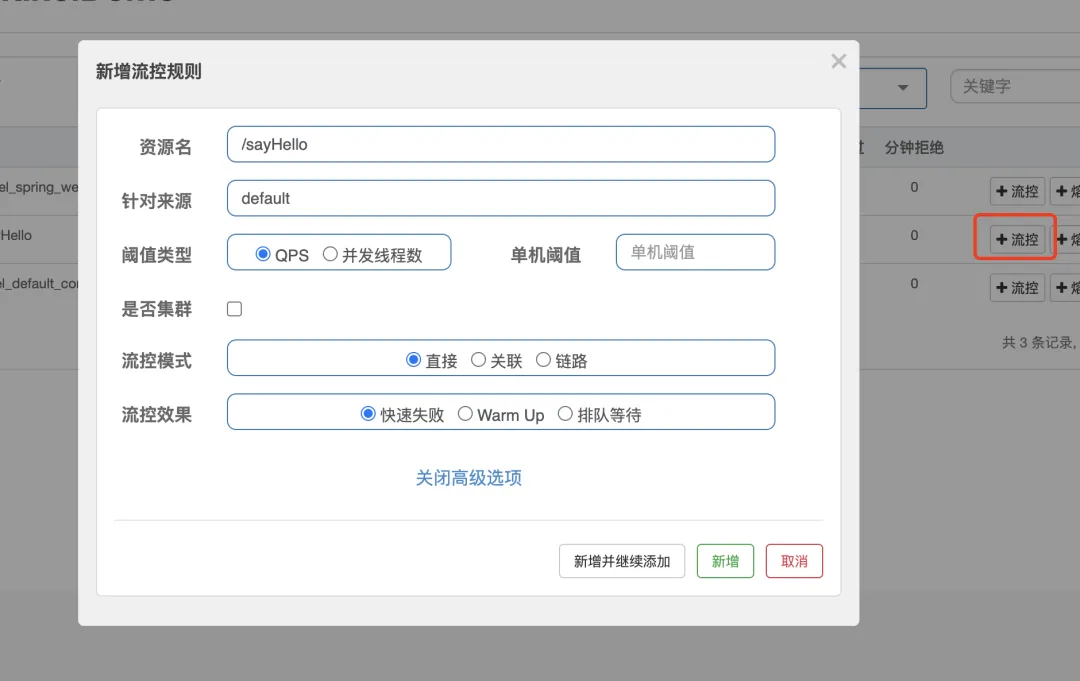 新增流控规则
×
关键字
资源名
/sayHello
分钟拒绝
针对来源
default
0
流控
阈值类型
QPS
并发线程数
单机阈值
单机阈值
Hello
0
流控
是否集群
0
流控
流控模式
直接
关联
链路
共 3 条记录,
流控效果
快速失败
Warm Up
排队等待
关闭高级选项
新增并继续添加
新增
取消